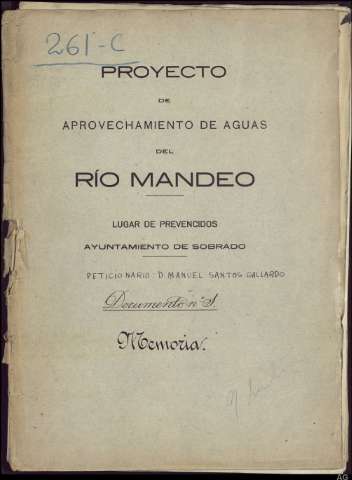 261-C
PROYECTO
DE
APROVECHAMIENTO DE AGUAS
DEL
RÍO MANDEO
LUGAR DE PREVENCIDOS
AYUNTAMIENTO DE SOBRADO
PETICIONARIO: D. MANUEL SANTOS GALLARDO
Documento nº 1
Memoria.
AG